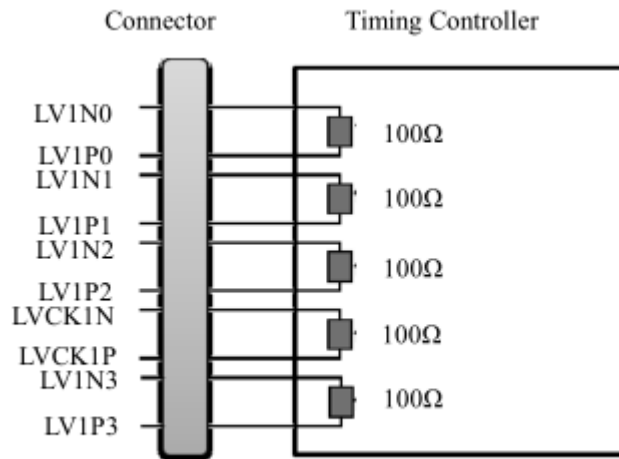 Connector Timing Controller
LV1N0
100Ω
LV1P0
LV1N1
100Ω
LV1P1
LV1N2
100Ω
LV1P2
LVCK1N
100Ω
LVCK1P
LV1N3
100Ω
LV1P3